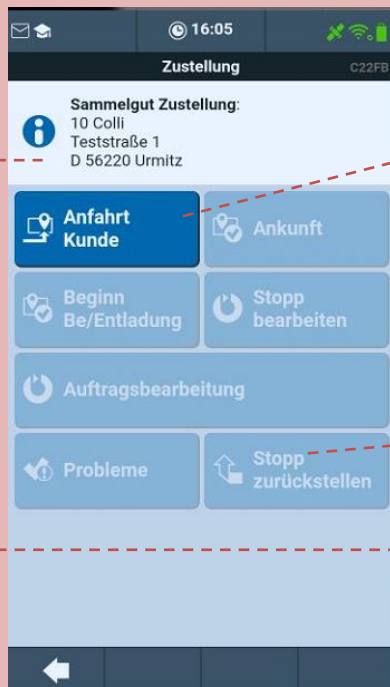 16:05
Zustellung
C22FB
Sammelgut Zustellung:
10 Colli
Teststraße 1
D 56220 Urmitz
Anfahrt
Kunde
Ankunft
Beginn
Be/Entladung
Stopp
bearbeiten
Auftragsbearbeitung
Probleme
Stopp
zurückstellen